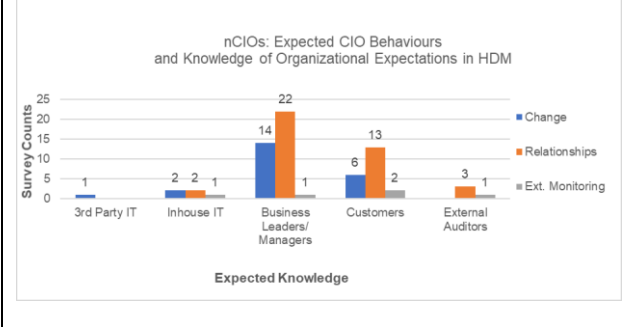 nCIOs: Expected CIO Behaviours
and Knowledge of Organizational Expectations in HDM
25
20
15
10
5
0
Survey Counts
1
2 2 1
14 22 1
6 13 2
3 1
3rd Party IT
Inhouse IT
Business
Leaders/
Managers
Customers
External
Auditors
Expected Knowledge
Change
Relationships
Ext. Monitoring